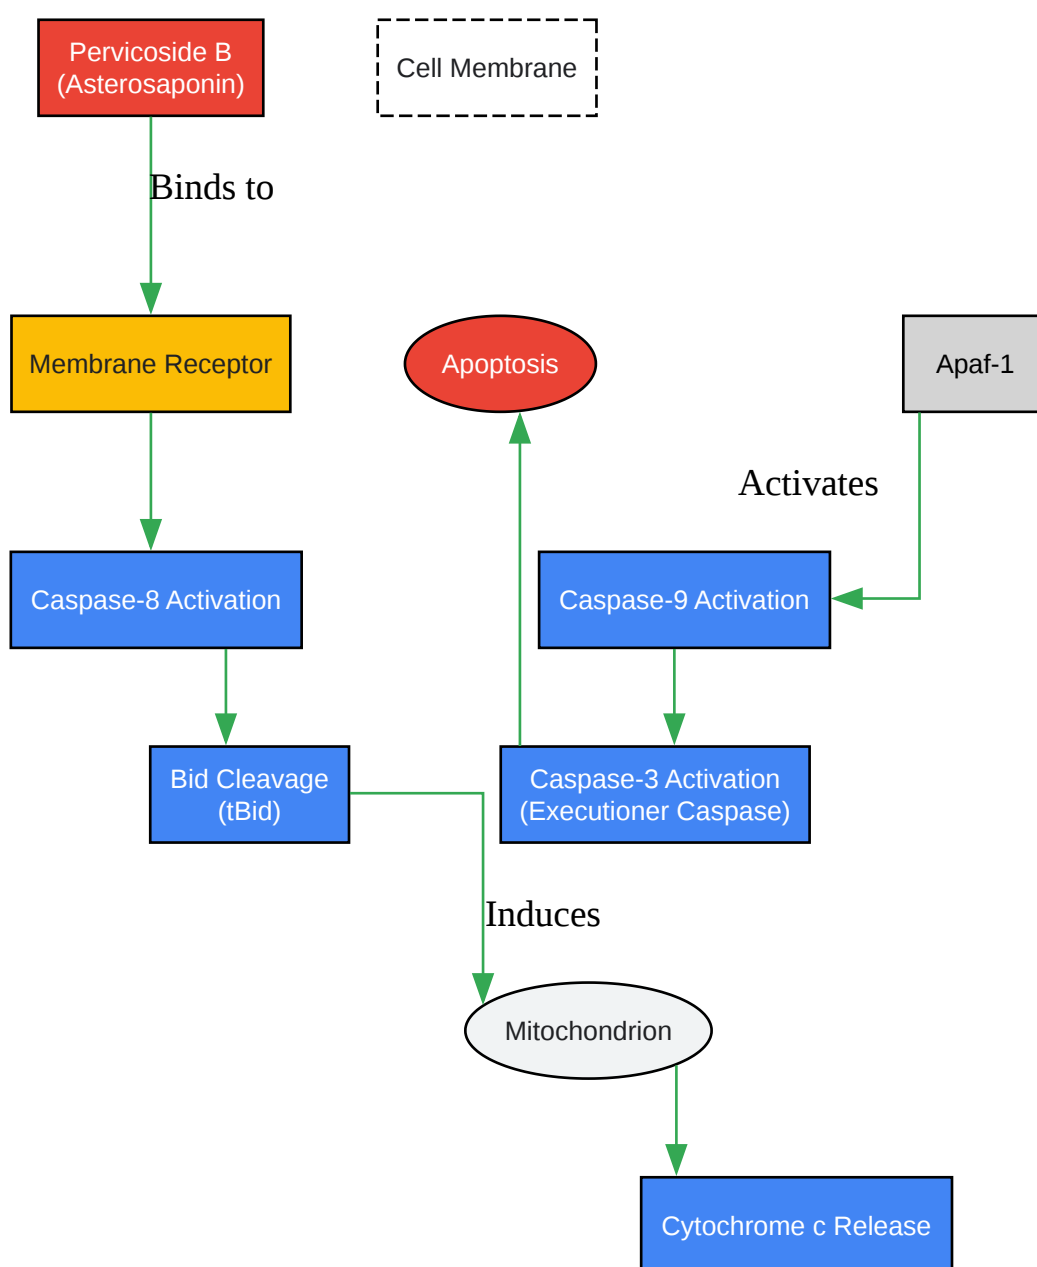 Pervicoside B
(Asterosaponin)
Cell Membrane
Binds to
Membrane Receptor
Apoptosis
Apaf-1
Activates
Caspase-8 Activation
Caspase-9 Activation
Bid Cleavage
(tBid)
Caspase-3 Activation
(Executioner Caspase)
Induces
Mitochondrion
Cytochrome c Release